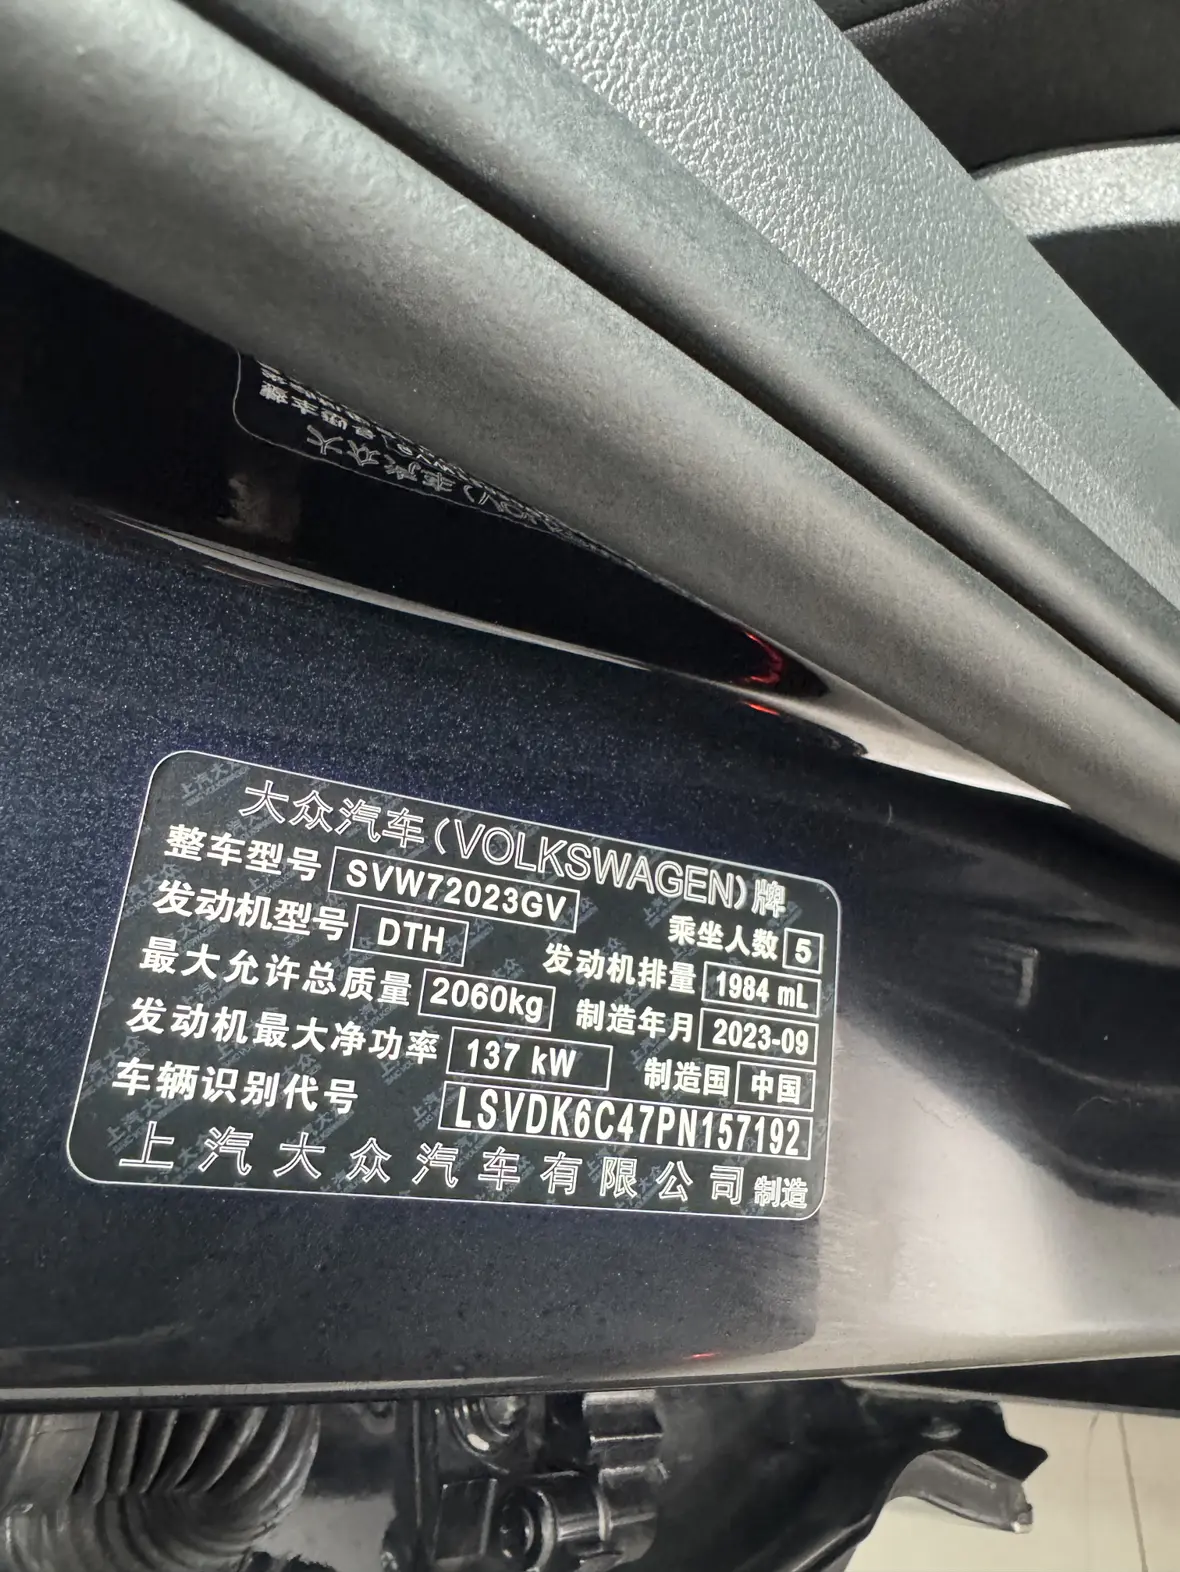 大众汽车(VOLKSWAGEN)牌
整车型号 SVW72023GV 乘坐人数 5
发动机型号 DTH 发动机排量 1984 mL
最大允许总质量 2060kg 制造年月 2023-09
发动机最大净功率 137 kW 制造国 中国
车辆识别代号 LSVDK6C47PN157192
上汽大众汽车有限公司 制造